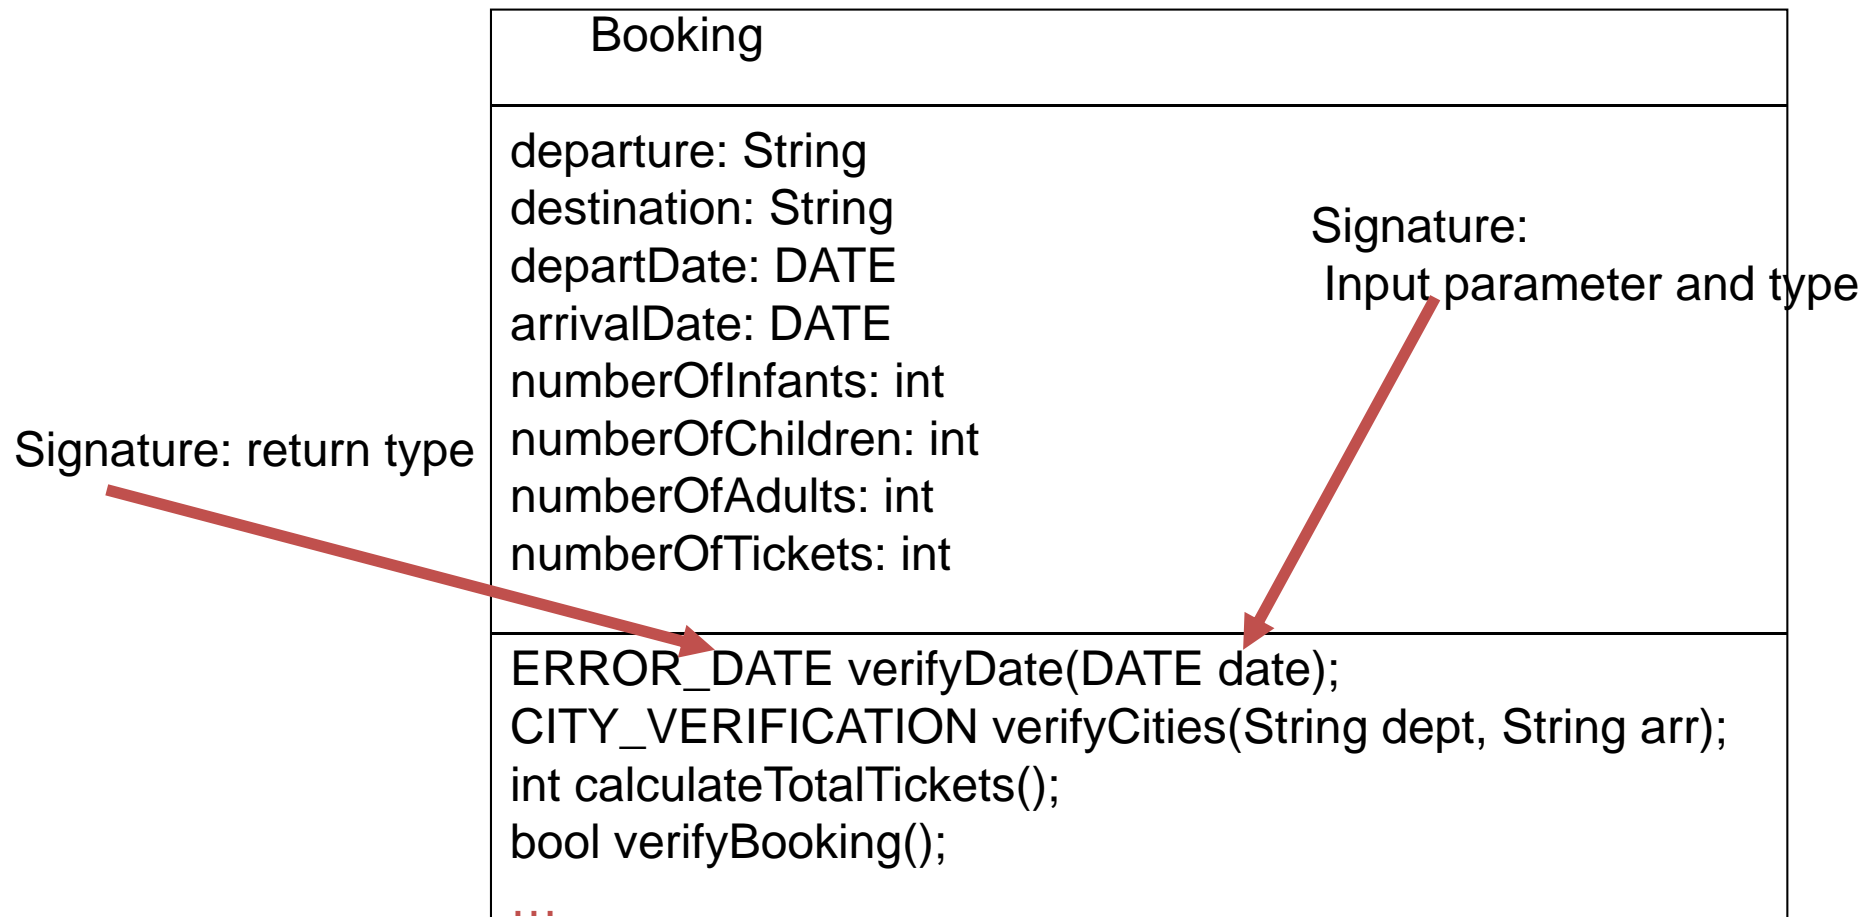 Booking
departure: String
destination: String
departDate: DATE
arrivalDate: DATE
numberOfInfants: int
numberOfChildren: int
numberOfAdults: int
numberOfTickets: int
Signature:
Input parameter and type
Signature: return type
ERROR_DATE verifyDate(DATE date);
CITY_VERIFICATION verifyCities(String dept, String arr);
int calculateTotalTickets();
bool verifyBooking();
...